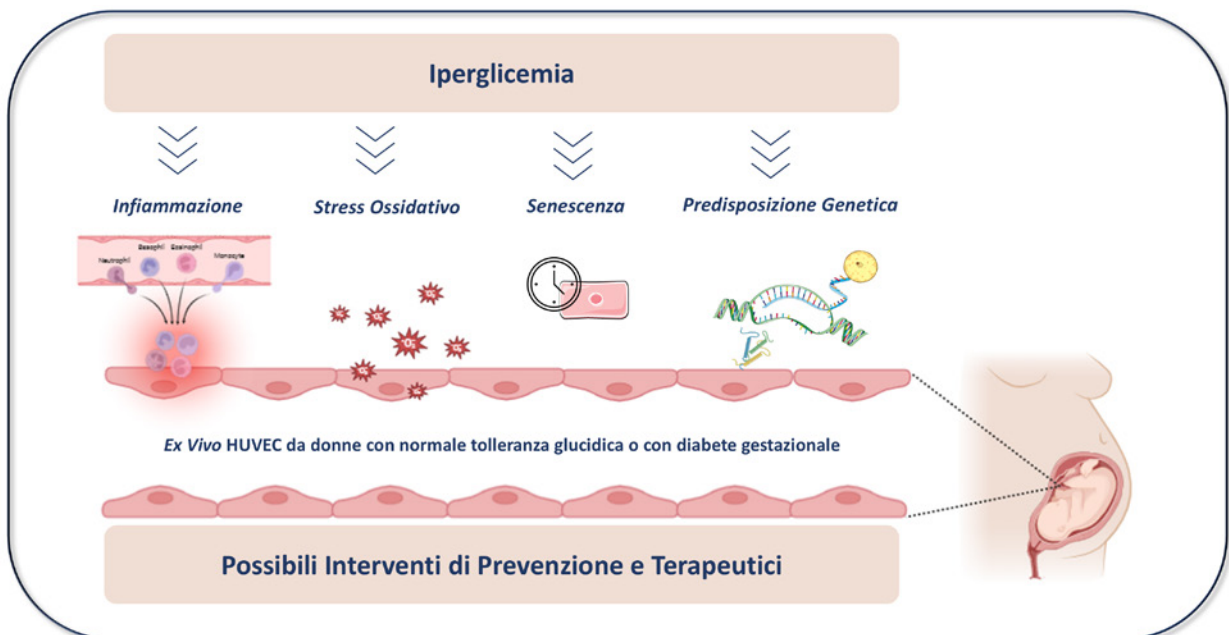 Iperglicemia
Infiammazione
Stress Ossidativo
Senescenza
Predisposizione Genetica
Neutrophil
Basophil
Eosinophil
Monocyte
Ex Vivo HUVEC da donne con normale tolleranza glucidica o con diabete gestazionale
Possibili Interventi di Prevenzione e Terapeutici